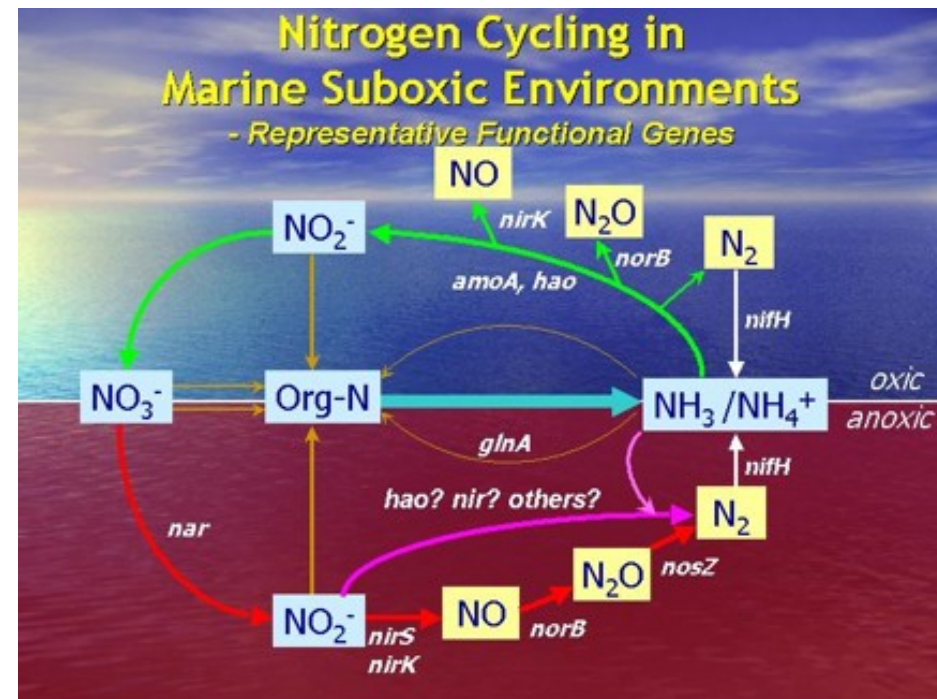 Nitrogen Cycling in
Marine Suboxic Environments
- Representative Functional Genes
NO
nirK
N₂O
NO₂⁻
norB
N₂
amoA, hao
nifH
NO₃⁻
Org-N
NH₃ /NH₄⁺
oxic
anoxic
glnA
nifH
hao? nir? others?
N₂
nar
N₂O
nosZ
NO₂⁻
nirS
nirK
NO
norB